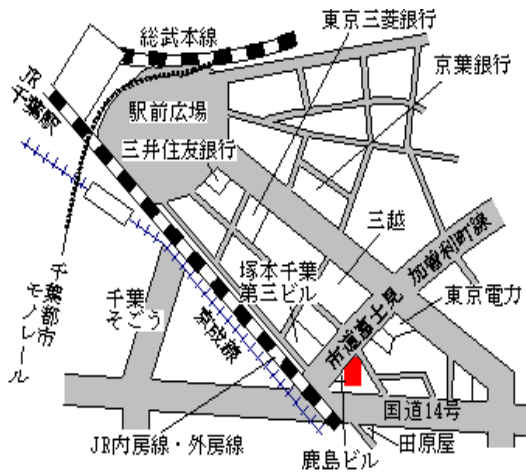 総武本線
東京三菱銀行
京葉銀行
JR
千葉駅
駅前広場
三井住友銀行
三越
加曽利町線
市道富士見
東京電力
塚本千葉
第三ビル
千葉
そごう
京成線
千葉都市
モノレール
国道14号
田原屋
鹿島ビル
JR内房線・外房線